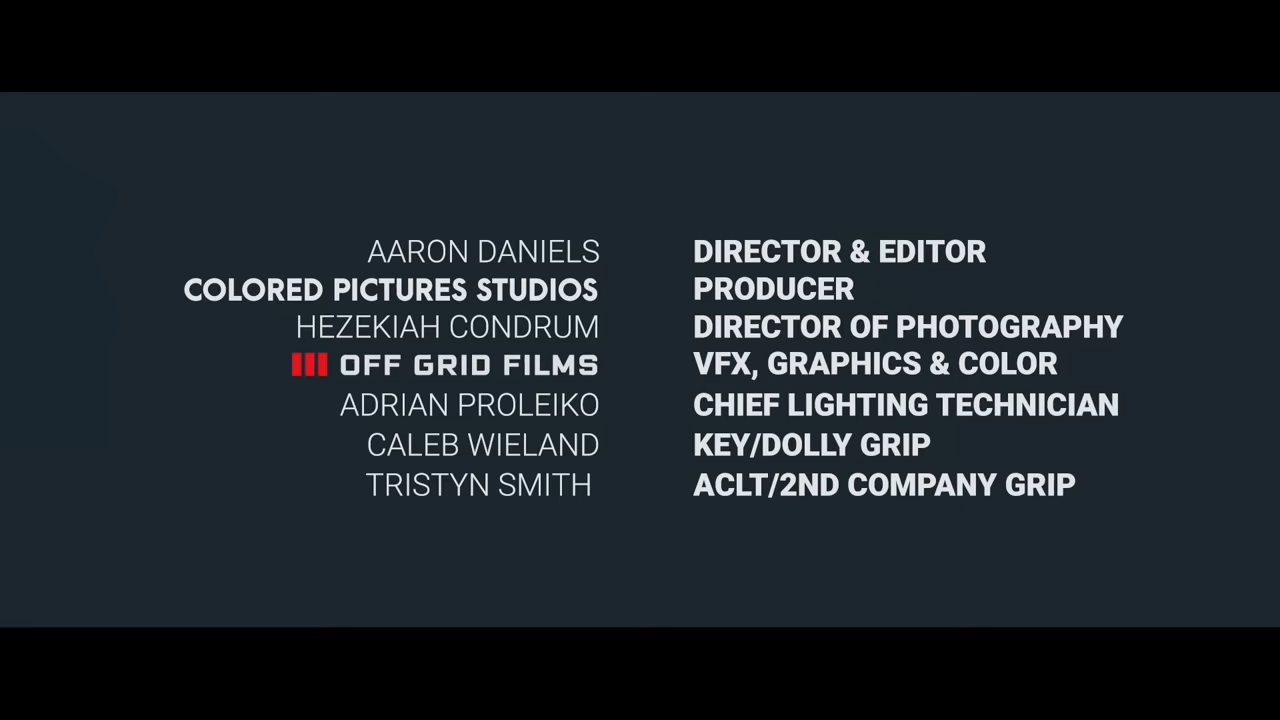 AARON DANIELS DIRECTOR & EDITOR
COLORED PICTURES STUDIOS PRODUCER
HEZEKIAH CONDRUM DIRECTOR OF PHOTOGRAPHY
OFF GRID FILMS VFX, GRAPHICS & COLOR
ADRIAN PROLEIKO CHIEF LIGHTING TECHNICIAN
CALEB WIELAND KEY/DOLLY GRIP
TRISTYN SMITH ACLT/2ND COMPANY GRIP